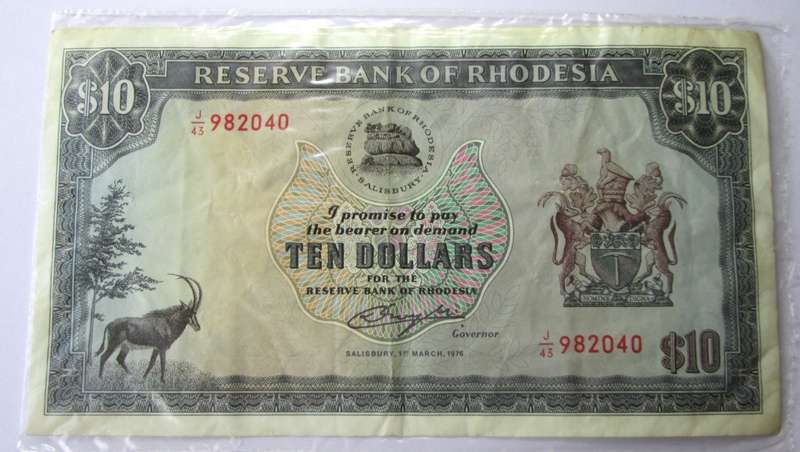 RESERVE BANK OF RHODESIA
$10
$10
J/43 982040
RESERVE BANK OF RHODESIA
SALISBURY
I promise to pay
the bearer on demand
TEN DOLLARS
FOR THE
RESERVE BANK OF RHODESIA
Governor
SALISBURY, 1ST MARCH, 1976
J/43 982040
$10